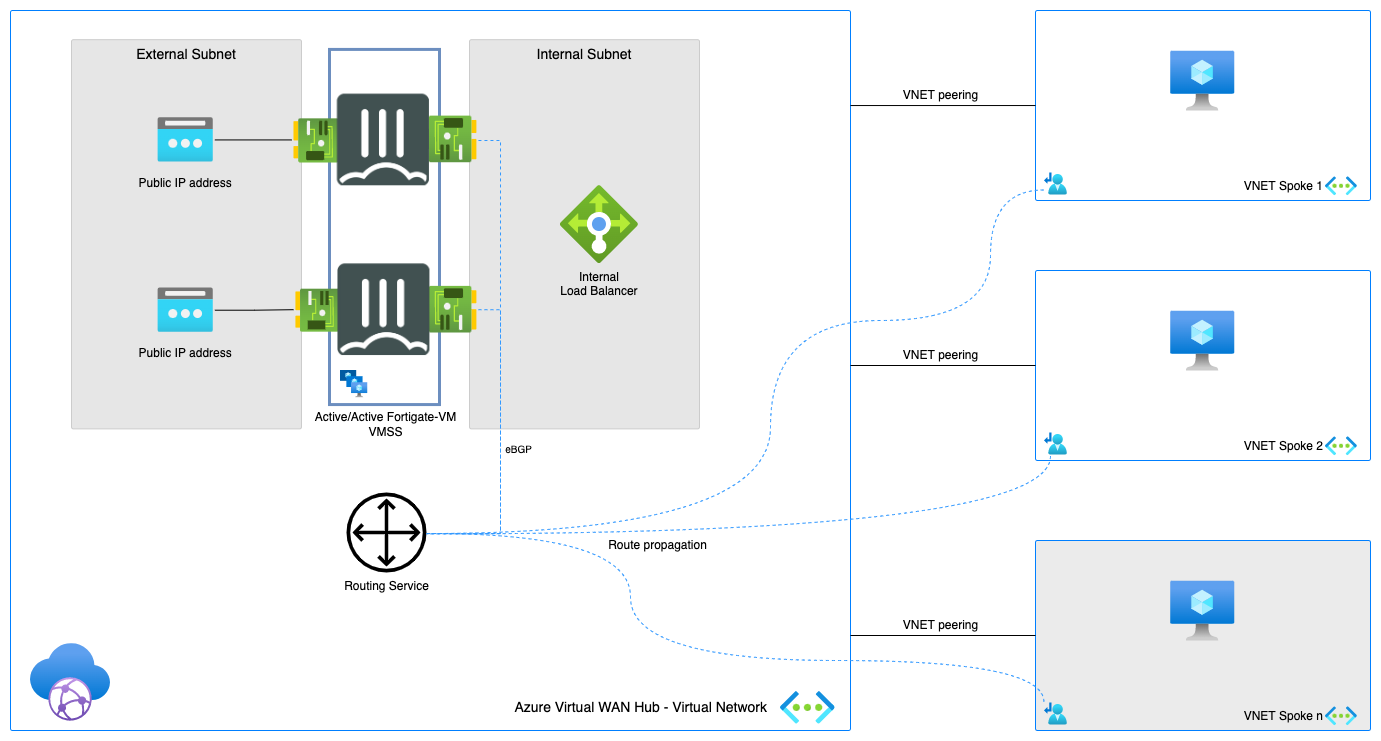 External Subnet
Internal Subnet
Public IP address
Public IP address
Internal
Load Balancer
Active/Active Fortigate-VM
VMSS
eBGP
Routing Service
Route propagation
Azure Virtual WAN Hub - Virtual Network
VNET peering
VNET Spoke 1
VNET peering
VNET Spoke 2
VNET peering
VNET Spoke n